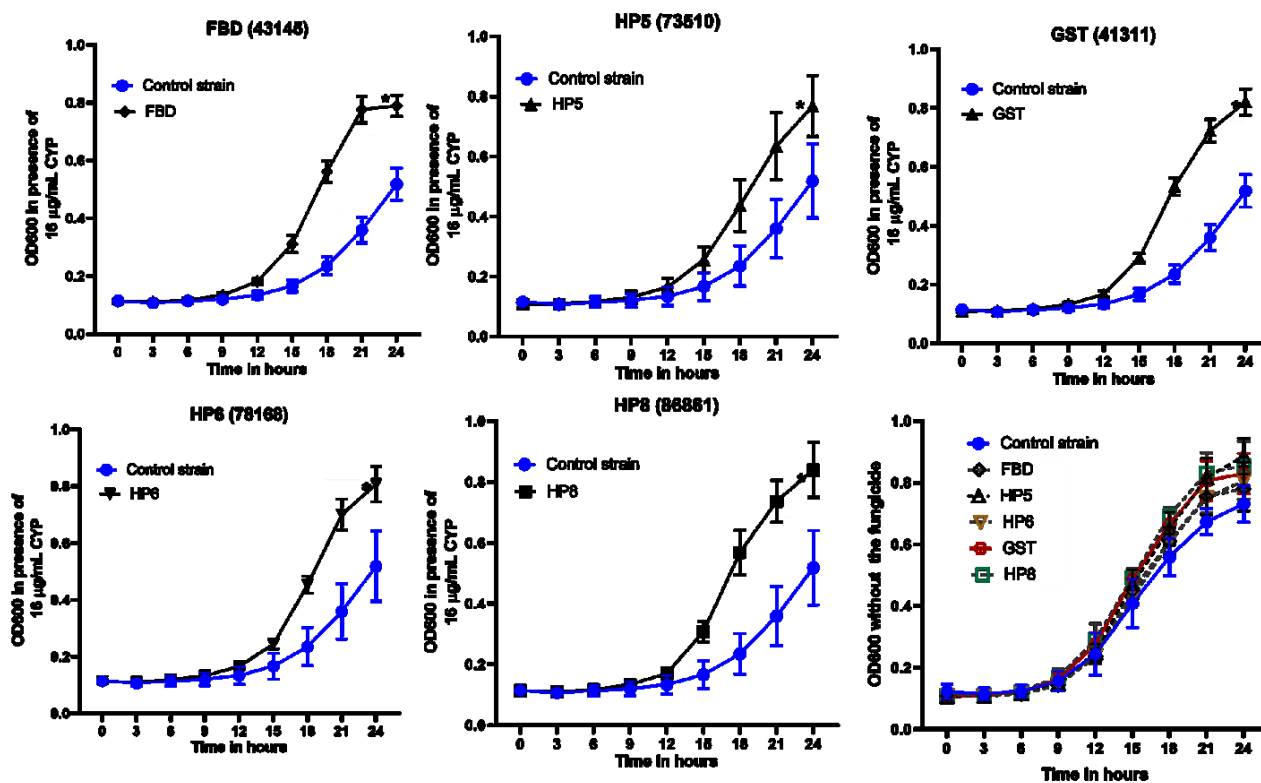 FBD (43145)
1.0
0.8
0.6
0.4
0.2
0.0
Control strain
FBD
*
OD600 in presence of
16 µg/mL CYP
0 3 6 9 12 15 18 21 24
Time in hours
HP5 (73510)
1.0
0.8
0.6
0.4
0.2
0.0
Control strain
HP5
*
OD600 in presence of
16 µg/mL CYP
0 3 6 9 12 15 18 21 24
Time in hours
GST (41311)
1.0
0.8
0.6
0.4
0.2
0.0
Control strain
GST
*
OD600 in presence of
16 µg/mL CYP
0 3 6 9 12 15 18 21 24
Time in hours
HP6 (78168)
1.0
0.8
0.6
0.4
0.2
0.0
Control strain
HP6
*
OD600 in presence of
16 µg/mL CYP
0 3 6 9 12 15 18 21 24
Time in hours
HP8 (86881)
1.0
0.8
0.6
0.4
0.2
0.0
Control strain
HP8
*
OD600 in presence of
16 µg/mL CYP
0 3 6 9 12 15 18 21 24
Time in hours
1.0
0.8
0.6
0.4
0.2
0.0
Control strain
FBD
HP5
HP6
GST
HP8
OD600 without the fungicide
0 3 6 9 12 15 18 21 24
Time in hours